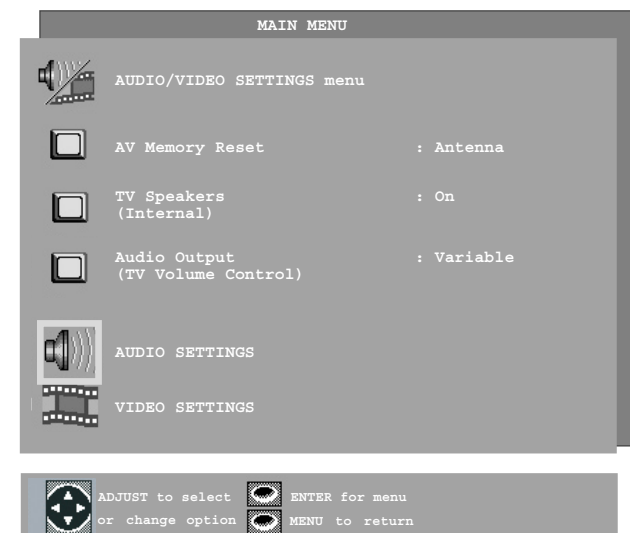 MAIN MENU
AUDIO/VIDEO SETTINGS menu
AV Memory Reset : Antenna
TV Speakers : On
(Internal)
Audio Output : Variable
(TV Volume Control)
AUDIO SETTINGS
VIDEO SETTINGS
ADJUST to select ENTER for menu
or change option MENU to return